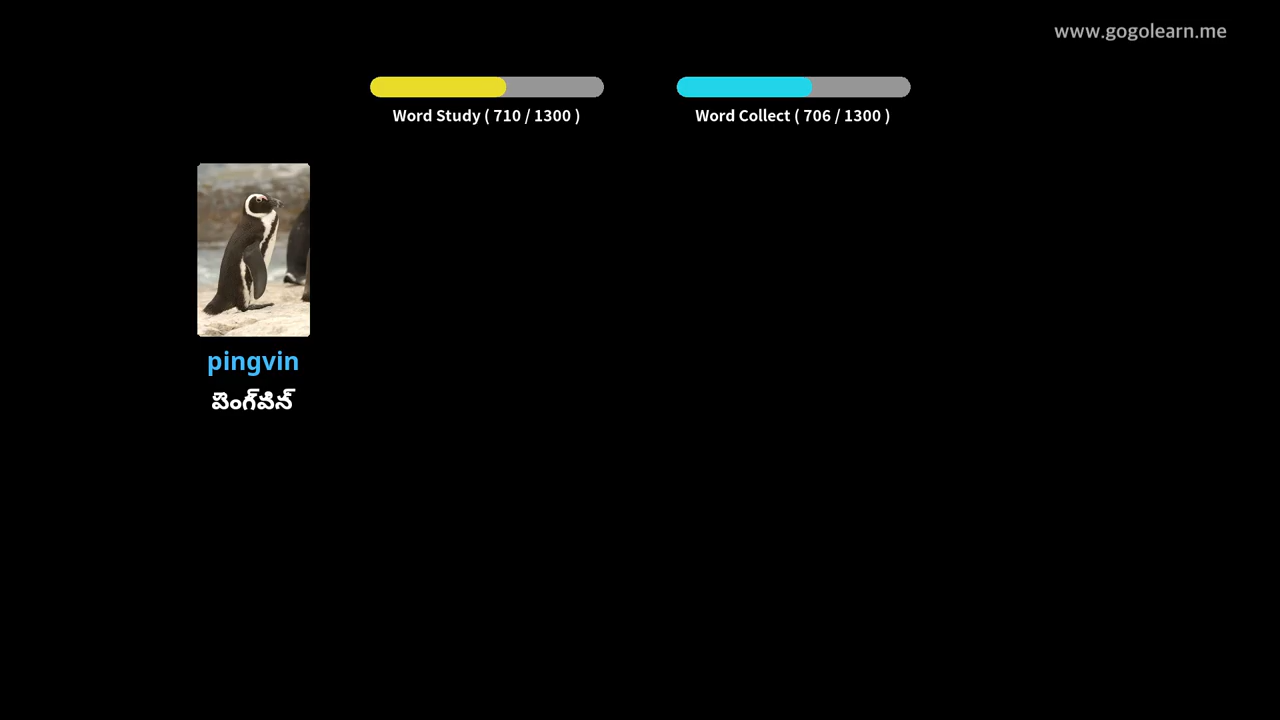 www.gogolearn.me
Word Study ( 710 / 1300 )
Word Collect ( 706 / 1300 )
pingvin
పెంగ్విన్